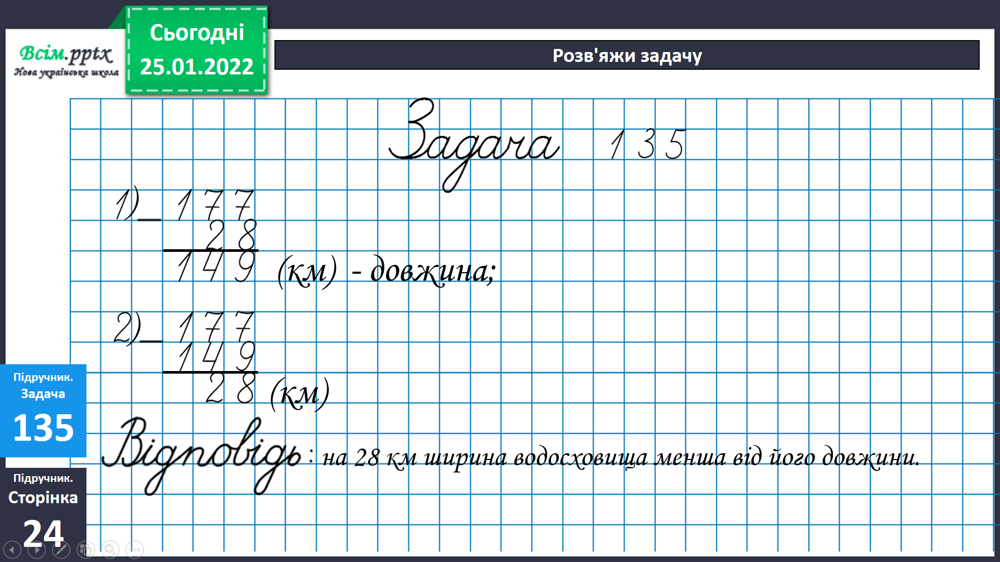 Всім.pptx
Нова українська школа
Сьогодні
25.01.2022
Розв'яжи задачу
Задача 135
1) _ 177
28
149 (км) - довжина;
2) _ 177
149
28 (км)
Відповідь: на 28 км ширина водосховища менша від його довжини.
Підручник.
Задача
135
Підручник.
Сторінка
24